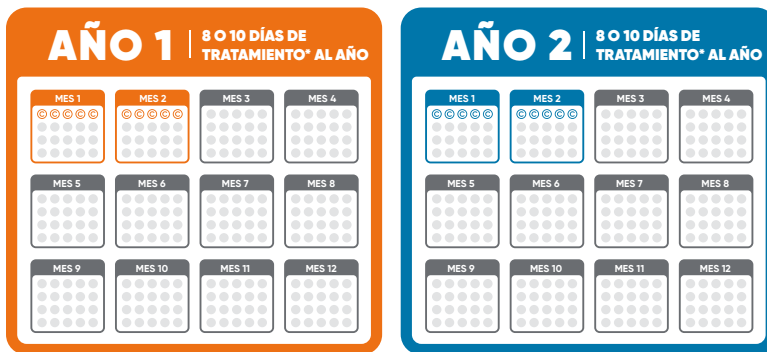 AÑO 1
8 O 10 DÍAS DE
TRATAMIENTO* AL AÑO
MES 1 MES 2 MES 3 MES 4
C C C C C C C C C C
MES 5 MES 6 MES 7 MES 8
MES 9 MES 10 MES 11 MES 12
AÑO 2
8 O 10 DÍAS DE
TRATAMIENTO* AL AÑO
MES 1 MES 2 MES 3 MES 4
C C C C C C C C C C
MES 5 MES 6 MES 7 MES 8
MES 9 MES 10 MES 11 MES 12